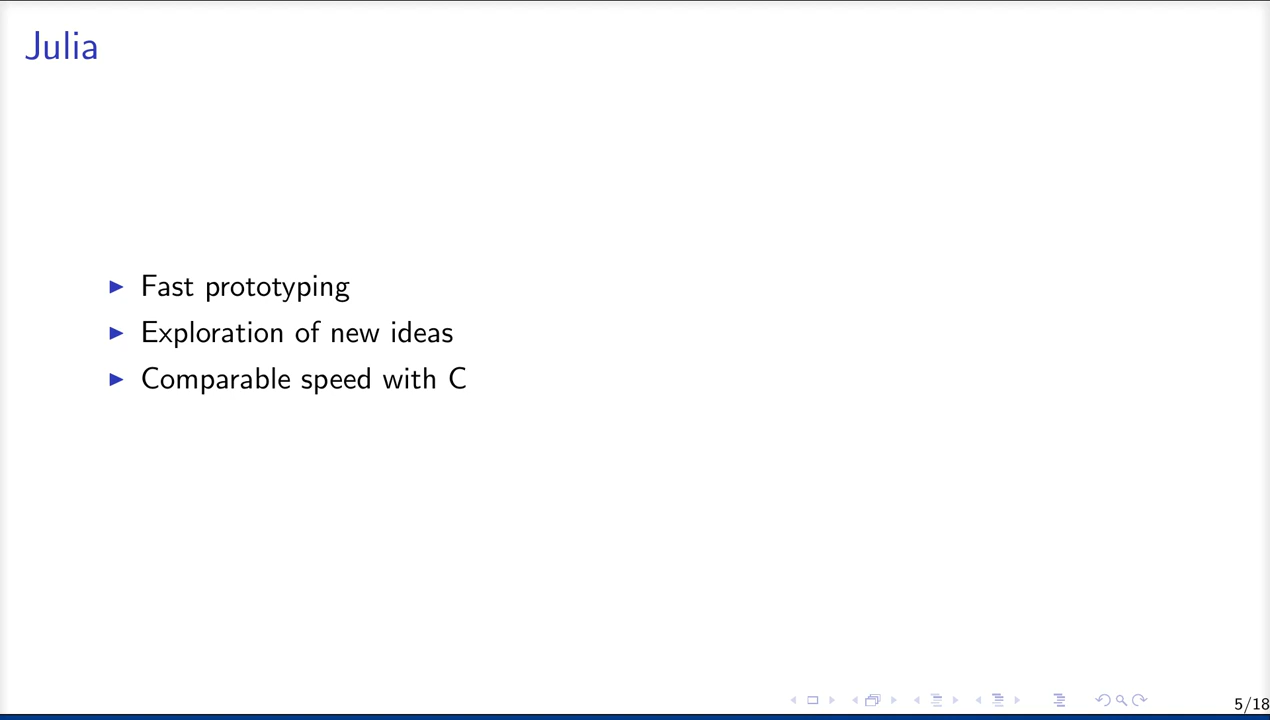 Julia
Fast prototyping
Exploration of new ideas
Comparable speed with C
5/18